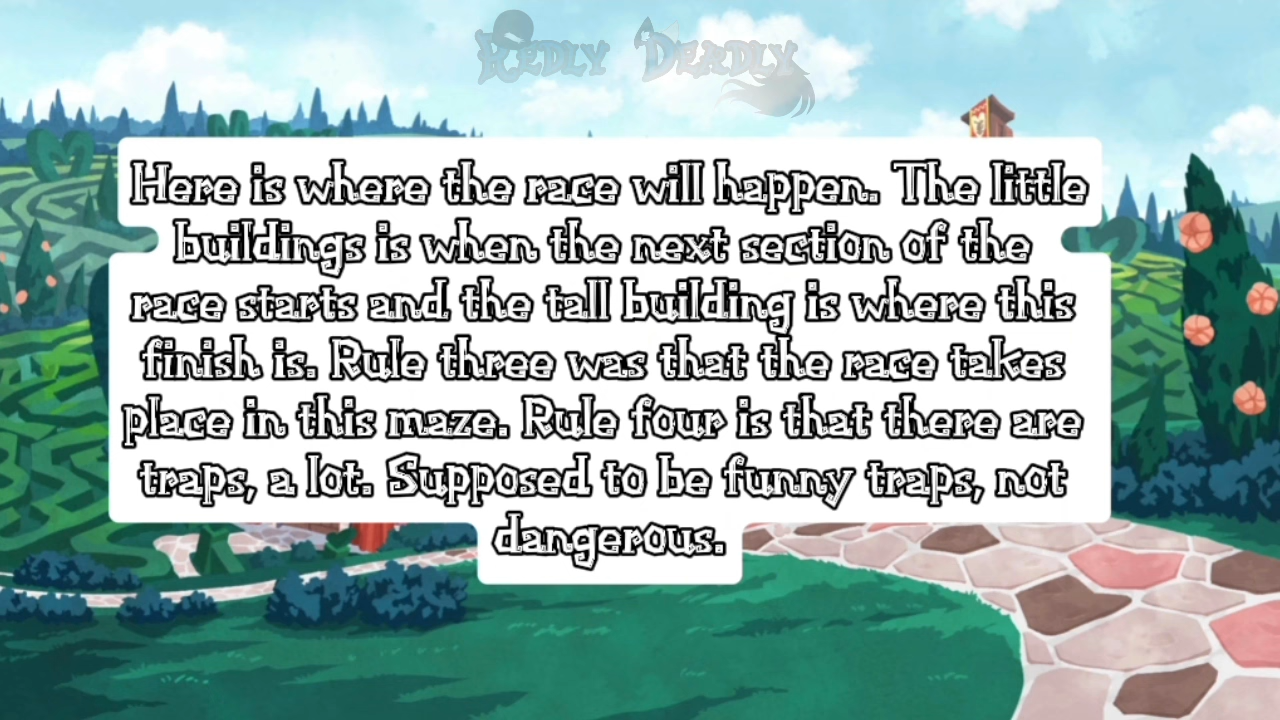 Redly Deadly
Here is where the race will happen. The little
buildings is when the next section of the
race starts and the tall building is where this
finish is. Rule three was that the race takes
place in this maze. Rule four is that there are
traps, a lot. Supposed to be funny traps, not
dangerous.